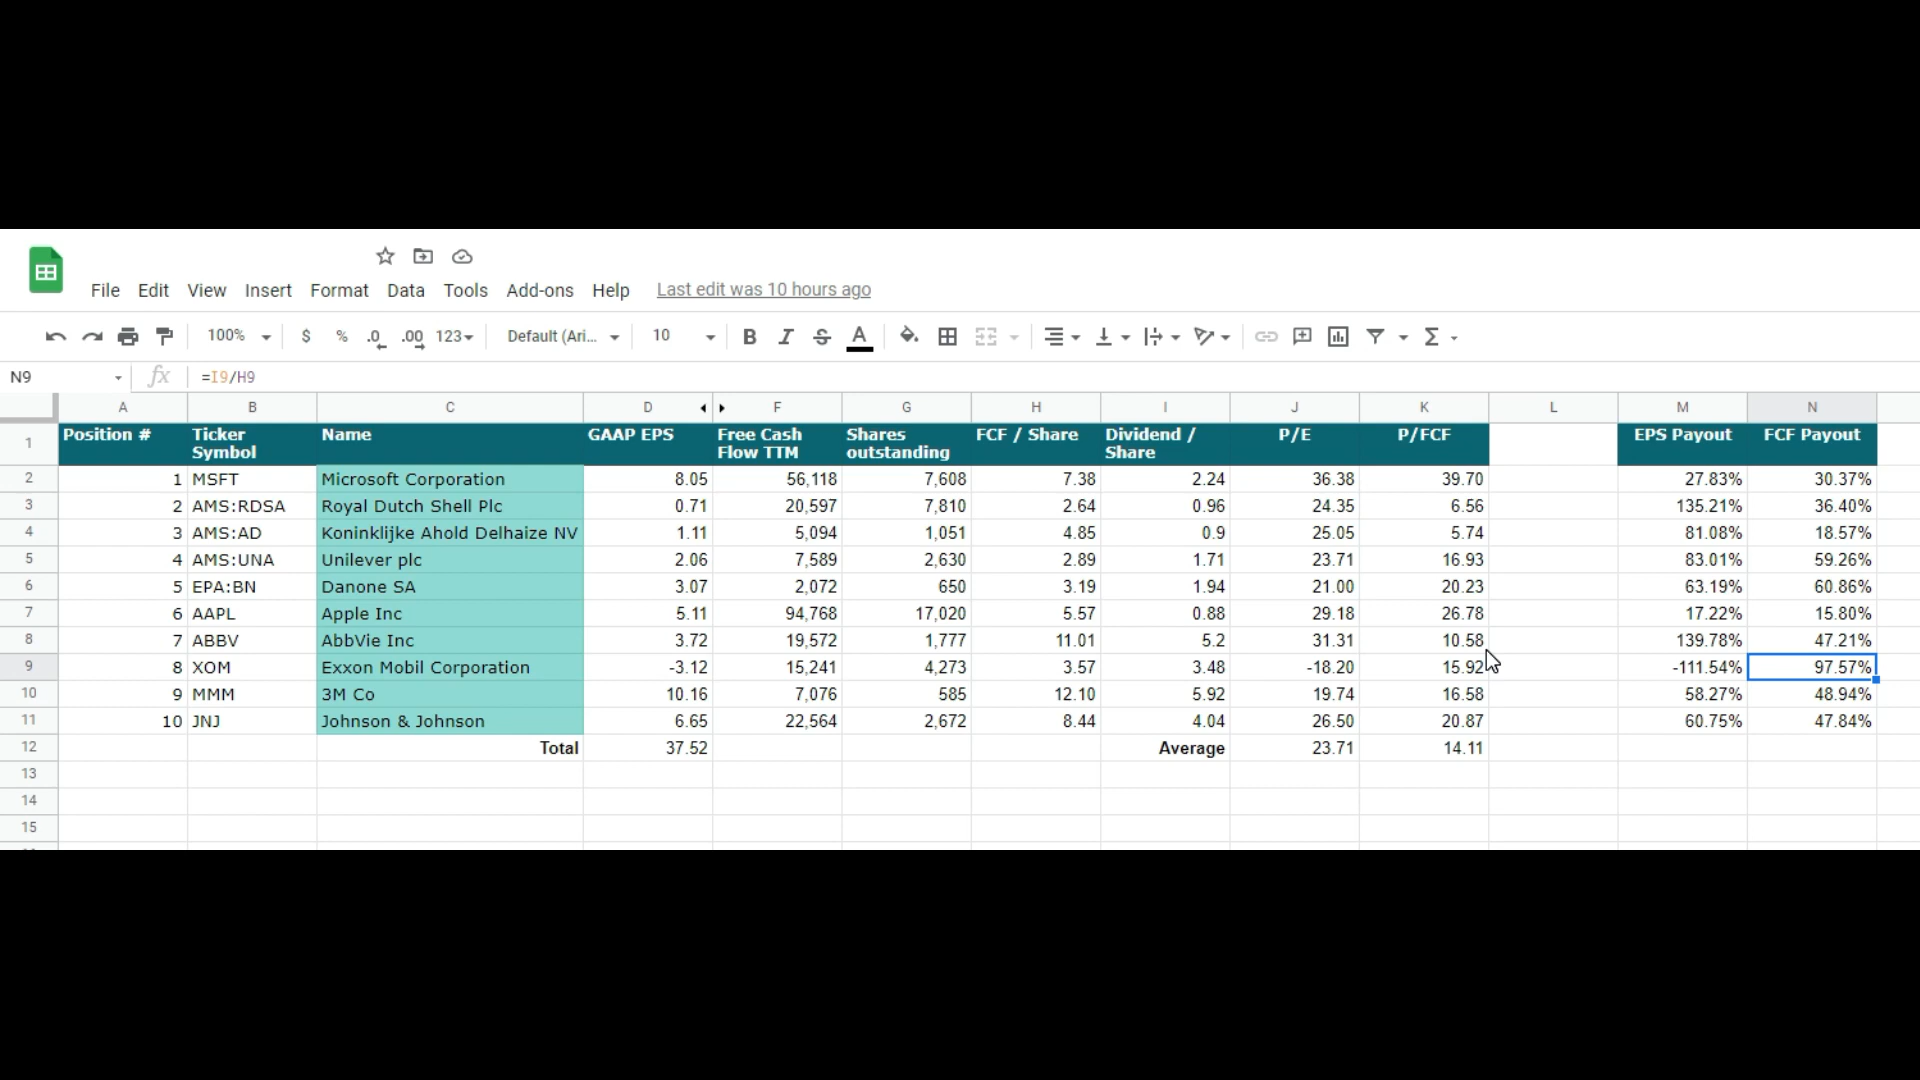 File Edit View Insert Format Data Tools Add-ons Help Last edit was 10 hours ago
100% $ % .0 .00 123 Default (Ari... 10 B I S A
N9 fx =I9/H9
A B C D F G H I J K L M N
1 Position # Ticker Symbol Name GAAP EPS Free Cash Flow TTM Shares outstanding FCF / Share Dividend / Share P/E P/FCF EPS Payout FCF Payout
2 1 MSFT Microsoft Corporation 8.05 56,118 7,608 7.38 2.24 36.38 39.70 27.83% 30.37%
3 2 AMS:RDSA Royal Dutch Shell Plc 0.71 20,597 7,810 2.64 0.96 24.35 6.56 135.21% 36.40%
4 3 AMS:AD Koninklijke Ahold Delhaize NV 1.11 5,094 1,051 4.85 0.9 25.05 5.74 81.08% 18.57%
5 4 AMS:UNA Unilever plc 2.06 7,589 2,630 2.89 1.71 23.71 16.93 83.01% 59.26%
6 5 EPA:BN Danone SA 3.07 2,072 650 3.19 1.94 21.00 20.23 63.19% 60.86%
7 6 AAPL Apple Inc 5.11 94,768 17,020 5.57 0.88 29.18 26.78 17.22% 15.80%
8 7 ABBV AbbVie Inc 3.72 19,572 1,777 11.01 5.2 31.31 10.58 139.78% 47.21%
9 8 XOM Exxon Mobil Corporation -3.12 15,241 4,273 3.57 3.48 -18.20 15.92 -111.54% 97.57%
10 9 MMM 3M Co 10.16 7,076 585 12.10 5.92 19.74 16.58 58.27% 48.94%
11 10 JNJ Johnson & Johnson 6.65 22,564 2,672 8.44 4.04 26.50 20.87 60.75% 47.84%
12 Total 37.52 Average 23.71 14.11
13
14
15